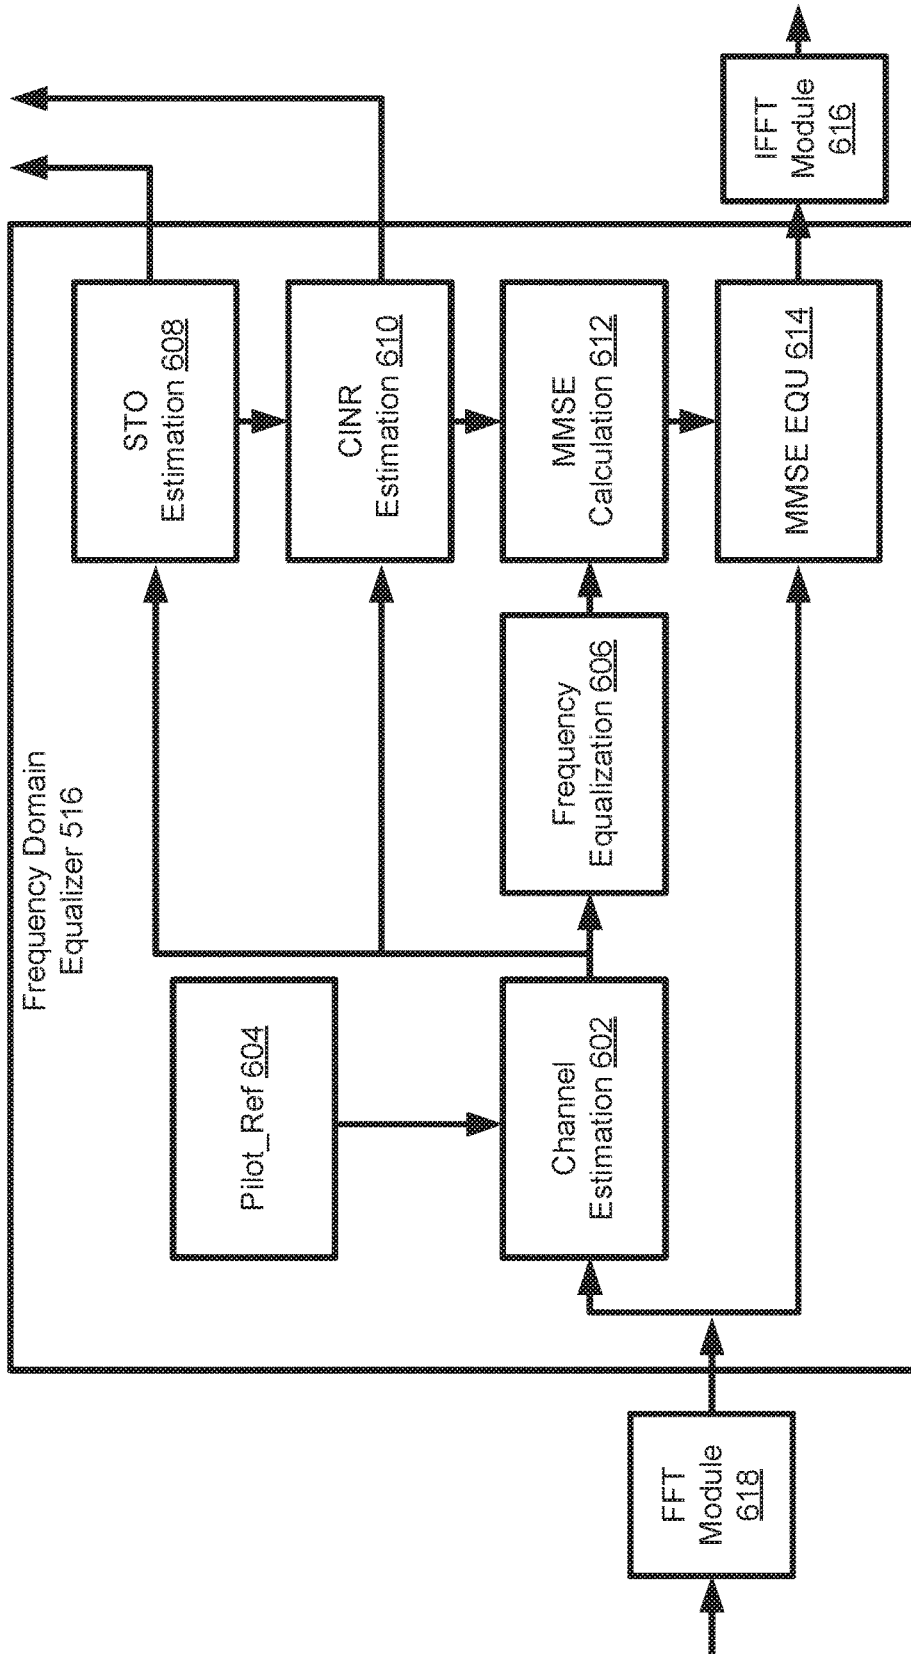 Frequency Domain
Equalizer 516
FFT
Module
618
Pilot_Ref 604
Channel
Estimation 602
Frequency
Equalization 606
STO
Estimation 608
CINR
Estimation 610
MMSE
Calculation 612
MMSE EQU 614
IFFT
Module
616